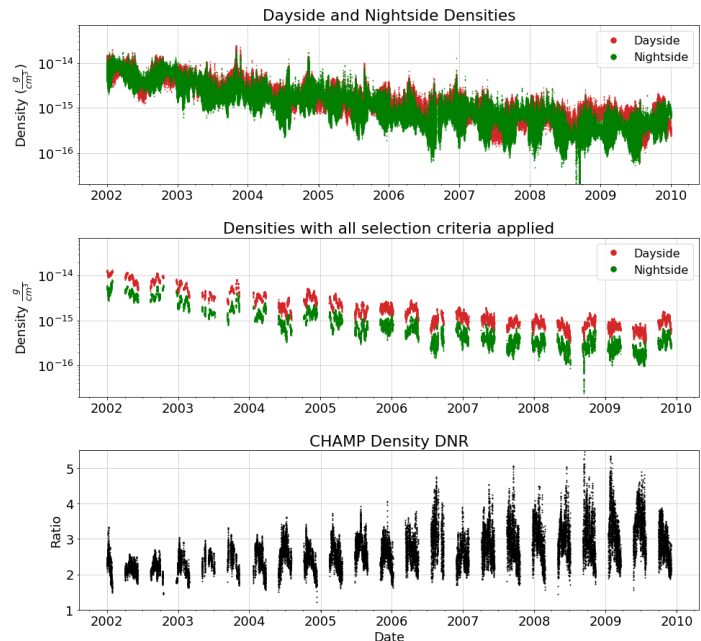 Dayside and Nightside Densities
Density (g/cm³)
10⁻¹⁴
10⁻¹⁵
10⁻¹⁶
Dayside
Nightside
2002 2003 2004 2005 2006 2007 2008 2009 2010
Densities with all selection criteria applied
Density g/cm³
10⁻¹⁴
10⁻¹⁵
10⁻¹⁶
Dayside
Nightside
2002 2003 2004 2005 2006 2007 2008 2009 2010
CHAMP Density DNR
Ratio
5
4
3
2
1
2002 2003 2004 2005 2006 2007 2008 2009 2010
Date